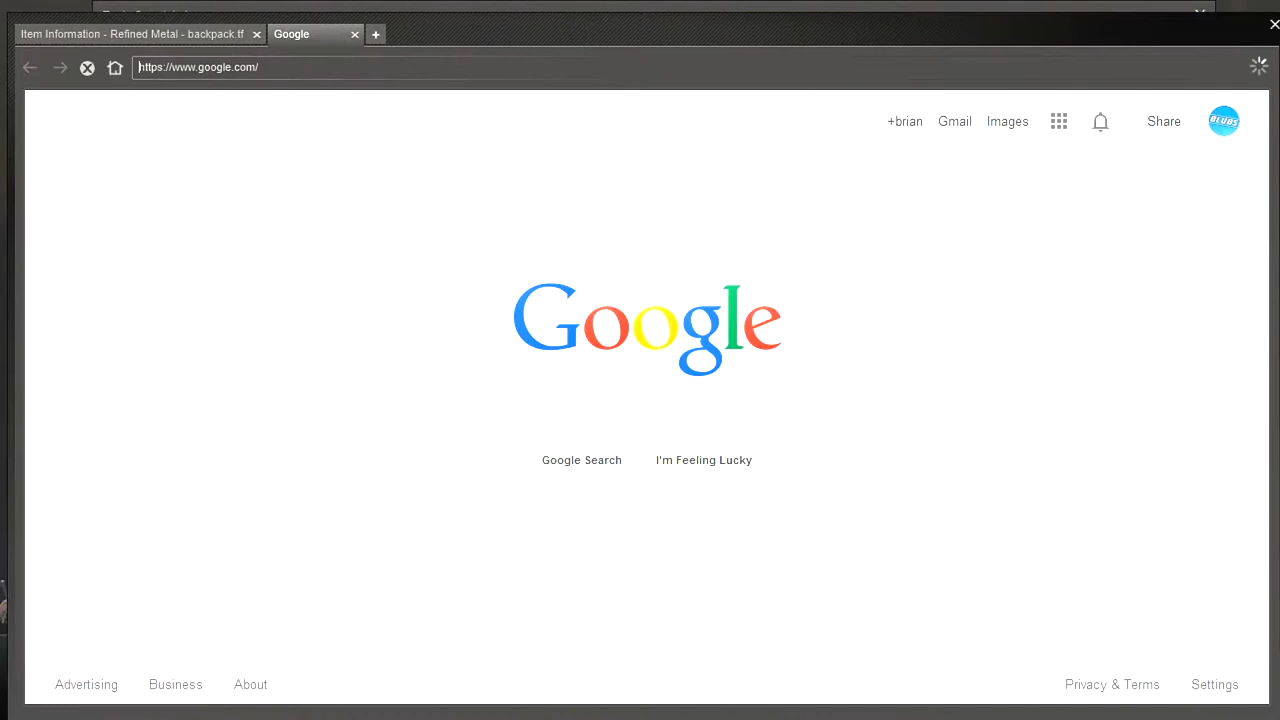 Item Information - Refined Metal - backpack.tf
Google
https://www.google.com/
+brian Gmail Images Share BLUBS
Google
Google Search I'm Feeling Lucky
Advertising Business About Privacy & Terms Settings